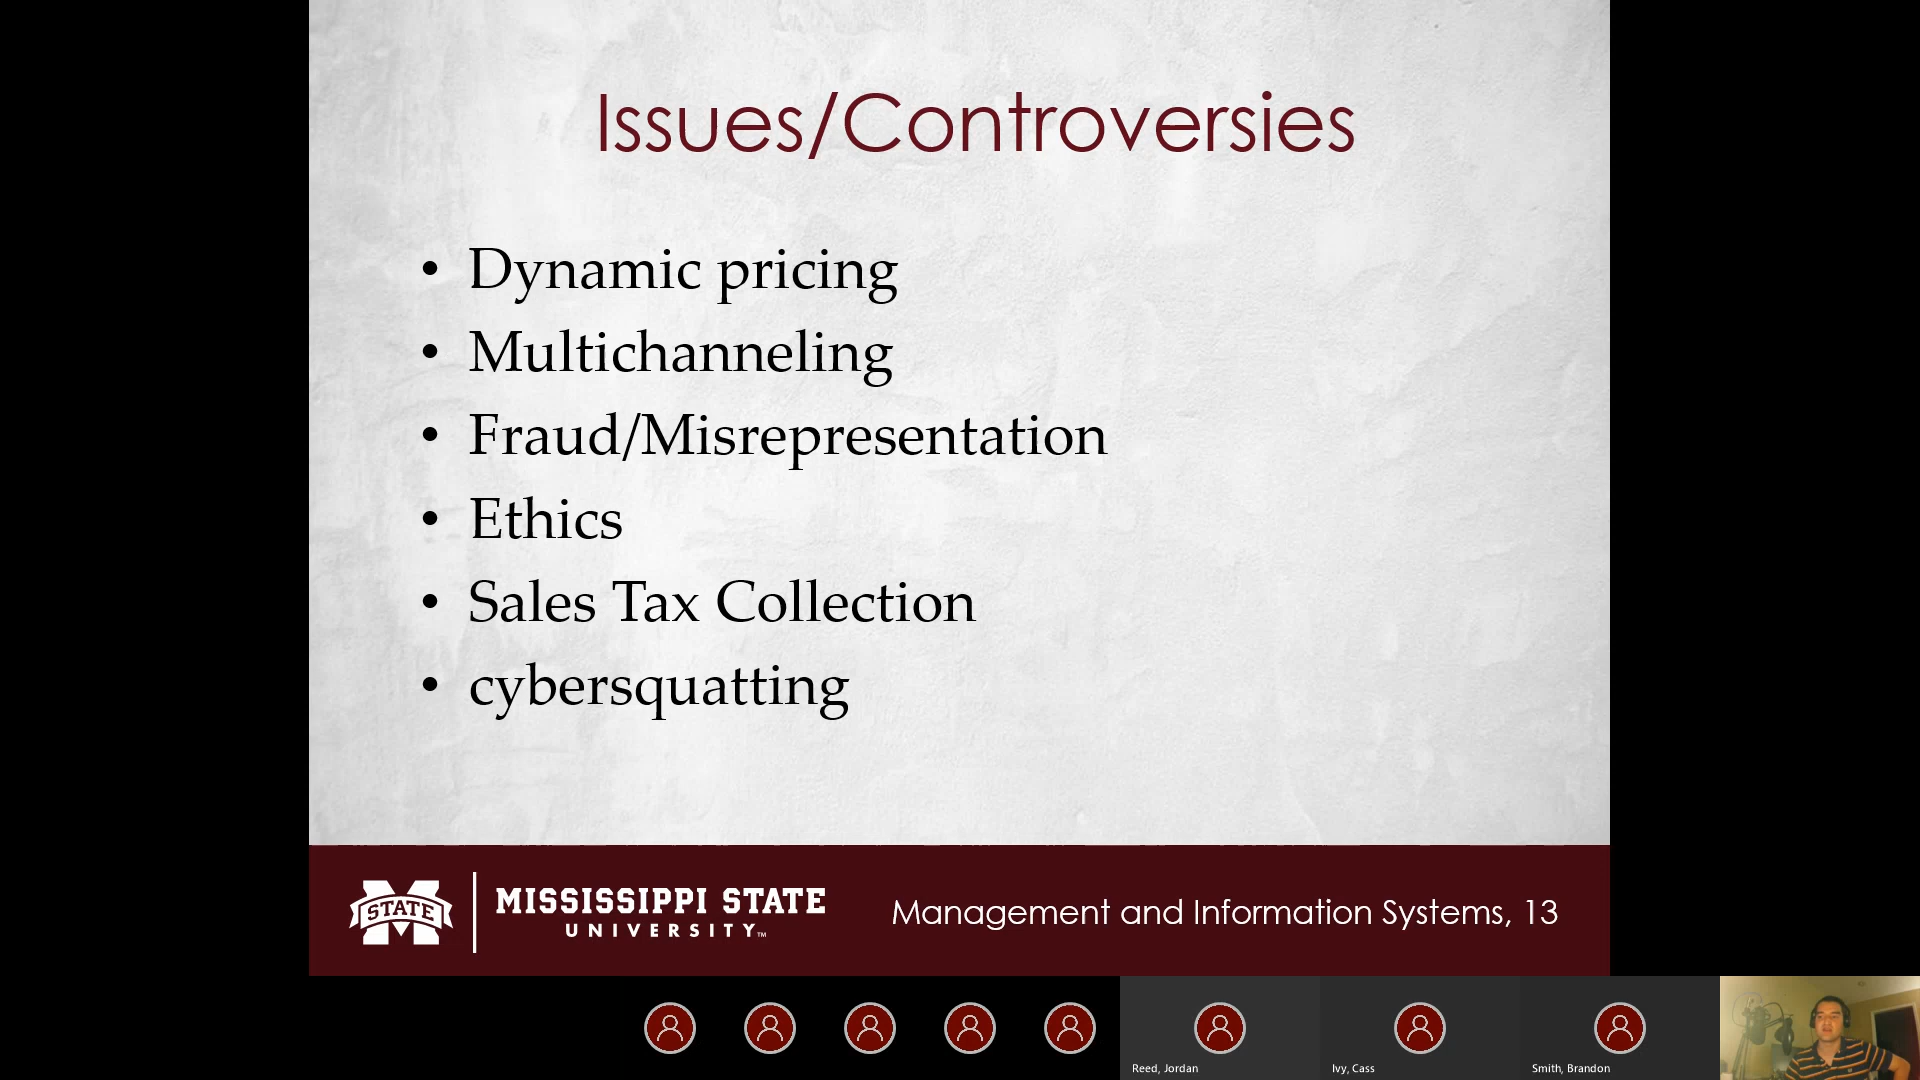 Issues/Controversies
• Dynamic pricing
• Multichanneling
• Fraud/Misrepresentation
• Ethics
• Sales Tax Collection
• cybersquatting
STATE
MISSISSIPPI STATE
UNIVERSITY™
Management and Information Systems, 13
Reed, Jordan
Ivy, Cass
Smith, Brandon